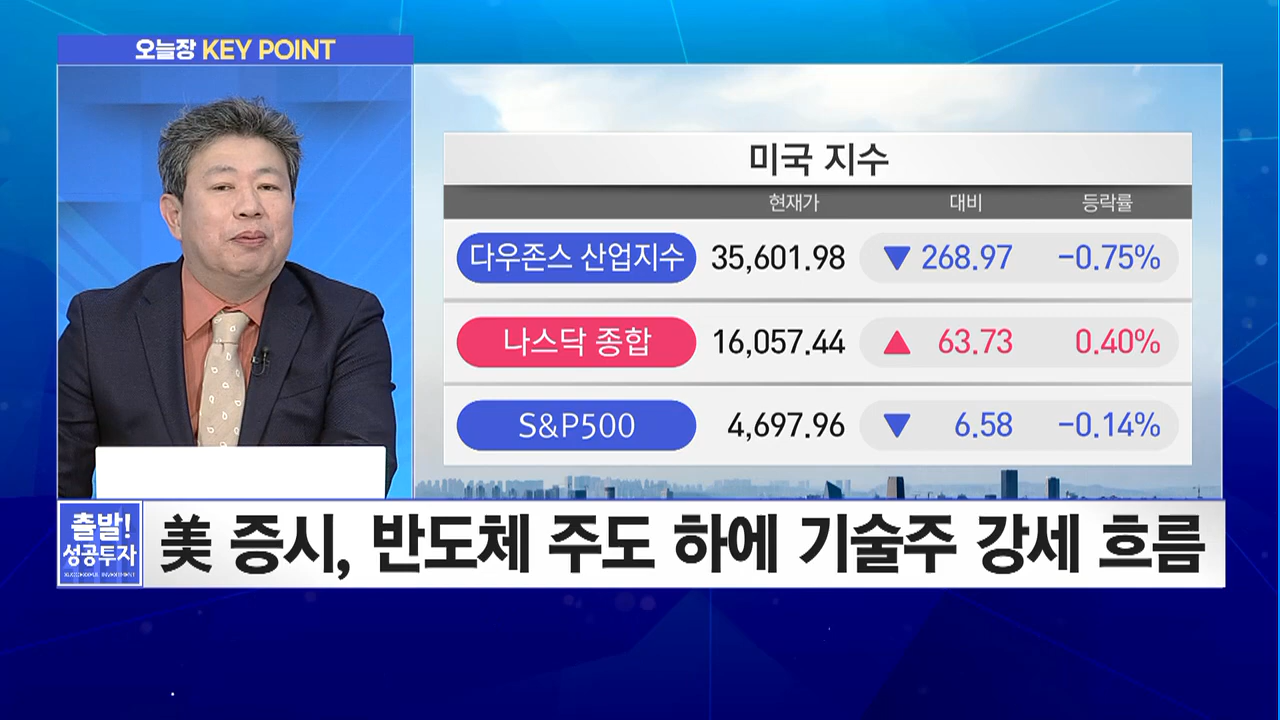 오늘장 KEY POINT
미국 지수
현재가 대비 등락률
다우존스 산업지수 35,601.98 ▼ 268.97 -0.75%
나스닥 종합 16,057.44 ▲ 63.73 0.40%
S&P500 4,697.96 ▼ 6.58 -0.14%
출발!
성공투자
美 증시, 반도체 주도 하에 기술주 강세 흐름